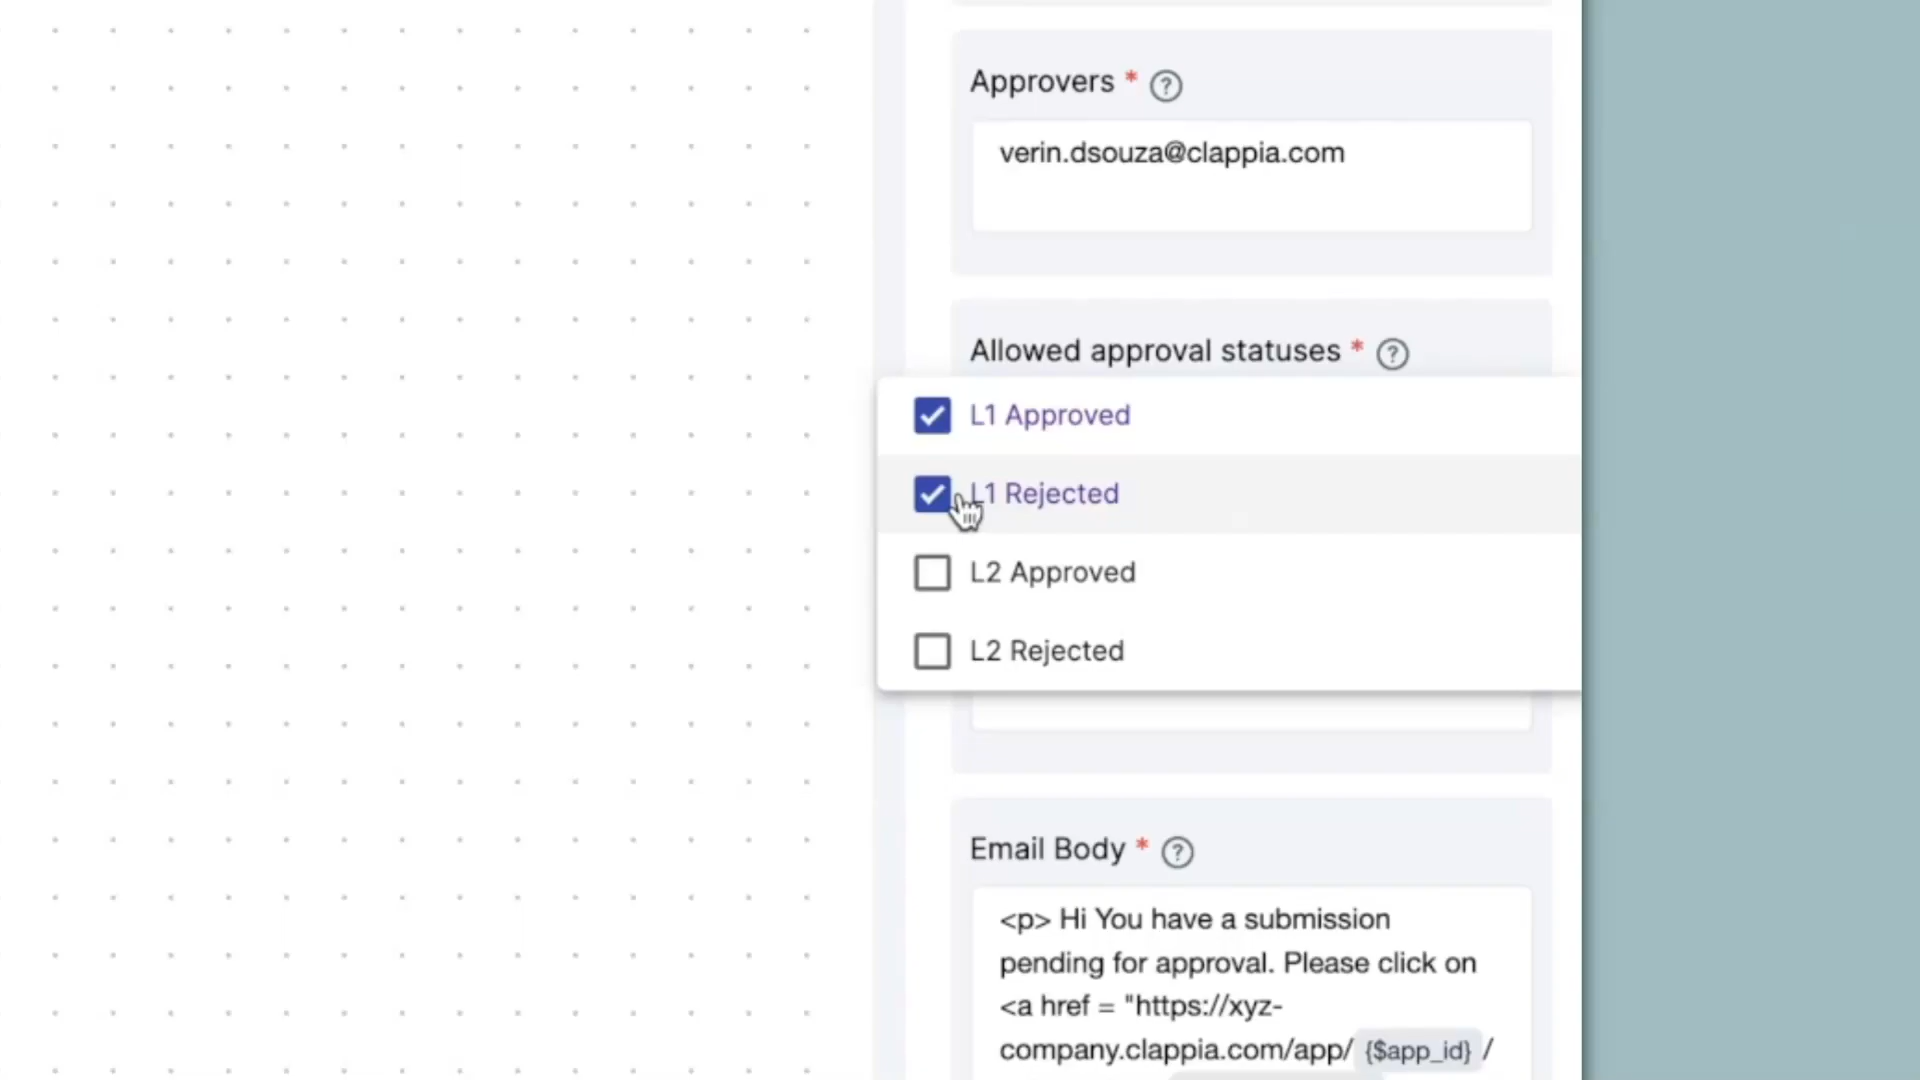 Approvers *
verin.dsouza@clappia.com
Allowed approval statuses *
L1 Approved
L1 Rejected
L2 Approved
L2 Rejected
Email Body *
<p> Hi You have a submission
pending for approval. Please click on
<a href = "https://xyz-
company.clappia.com/app/ {$app_id} /